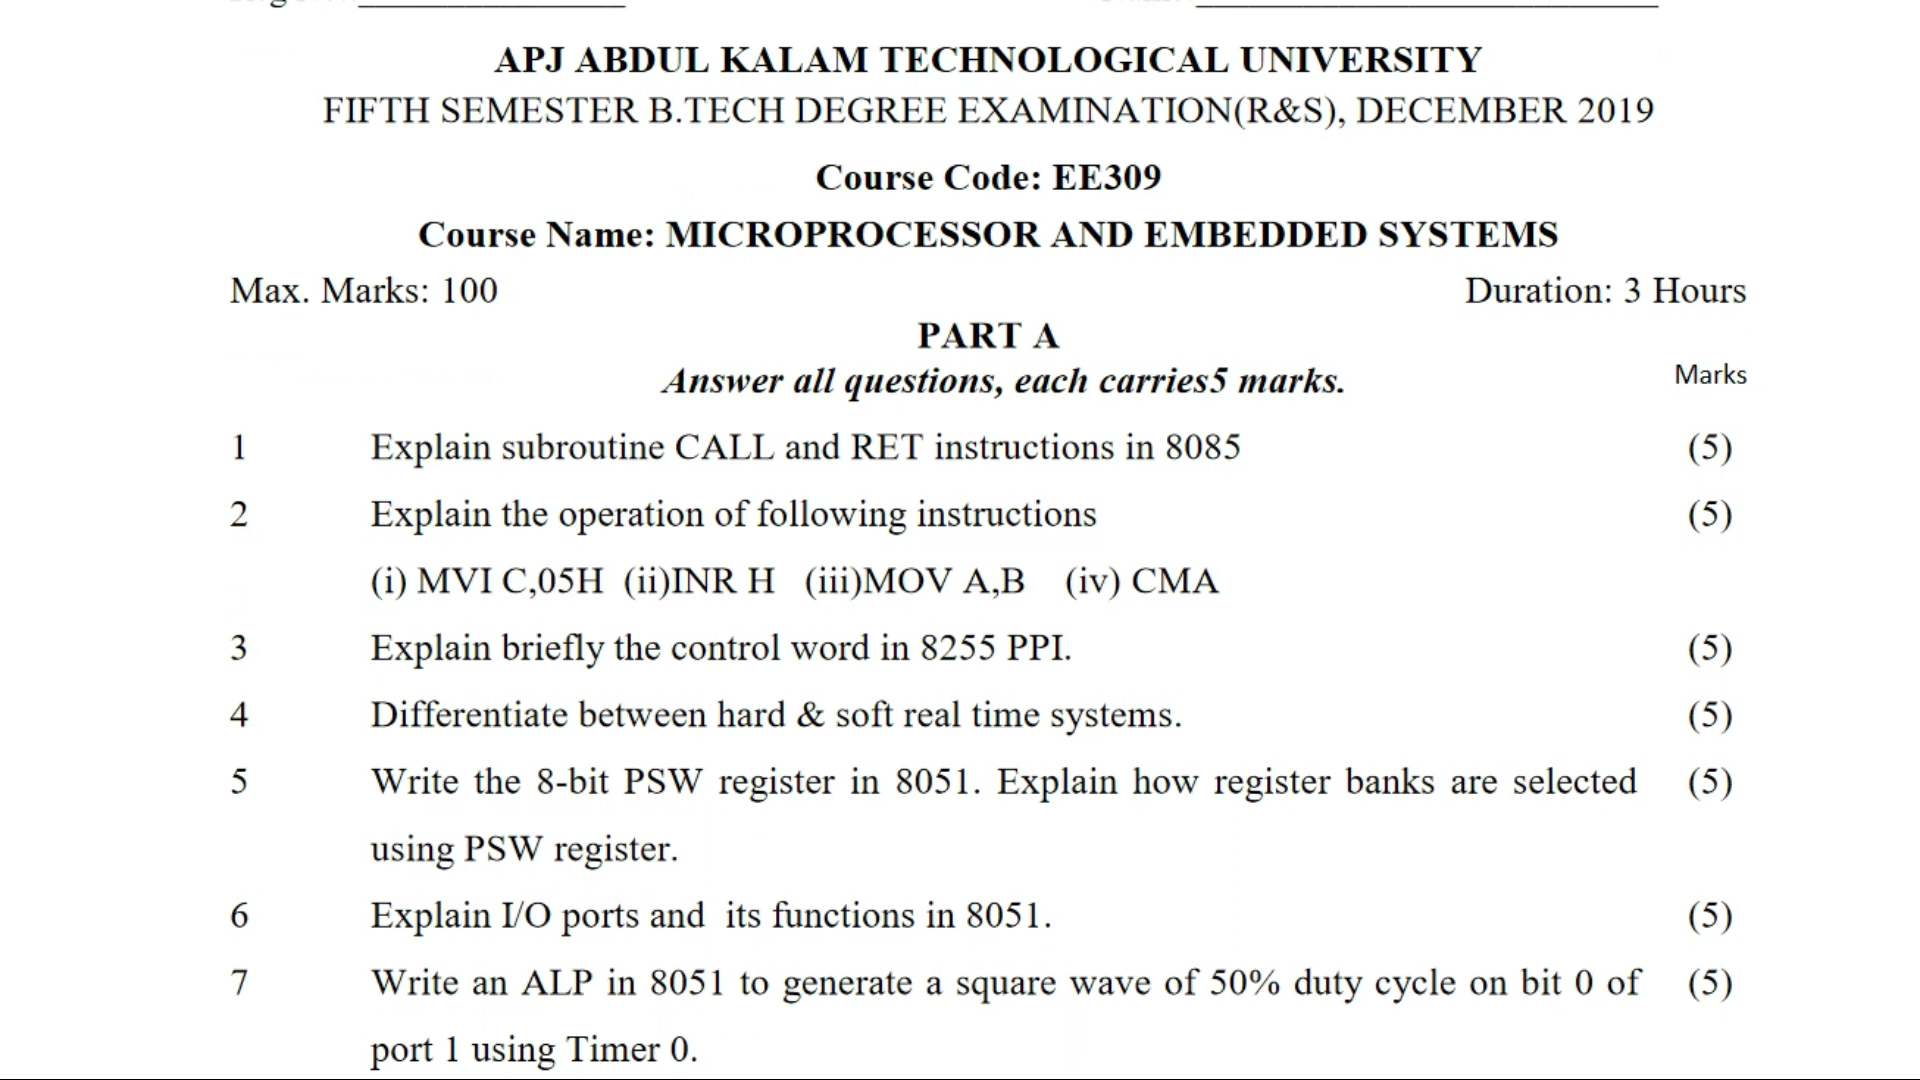 APJ ABDUL KALAM TECHNOLOGICAL UNIVERSITY
FIFTH SEMESTER B.TECH DEGREE EXAMINATION(R&S), DECEMBER 2019
Course Code: EE309
Course Name: MICROPROCESSOR AND EMBEDDED SYSTEMS
Max. Marks: 100 Duration: 3 Hours
PART A
Answer all questions, each carries5 marks. Marks
1 Explain subroutine CALL and RET instructions in 8085 (5)
2 Explain the operation of following instructions (5)
(i) MVI C,05H (ii)INR H (iii)MOV A,B (iv) CMA
3 Explain briefly the control word in 8255 PPI. (5)
4 Differentiate between hard & soft real time systems. (5)
5 Write the 8-bit PSW register in 8051. Explain how register banks are selected (5)
using PSW register.
6 Explain I/O ports and its functions in 8051. (5)
7 Write an ALP in 8051 to generate a square wave of 50% duty cycle on bit 0 of (5)
port 1 using Timer 0.